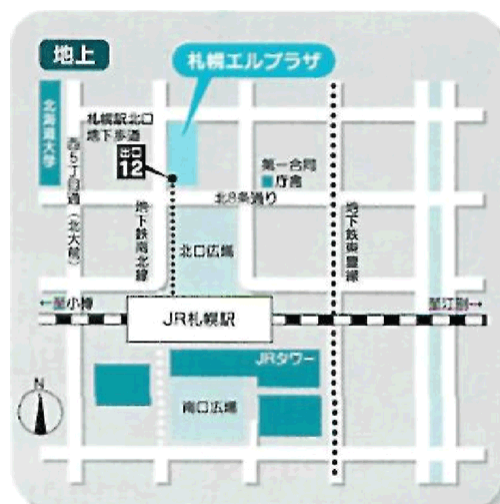 地上
札幌エルプラザ
北海道大学
西5丁目通(北大前)
札幌駅北口
地下歩道
出口
12
第一合同
庁舎
北8条通り
地下鉄南北線
北口広場
地下鉄東豊線
←至小樽
至江別→
JR札幌駅
JRタワー
南口広場
N